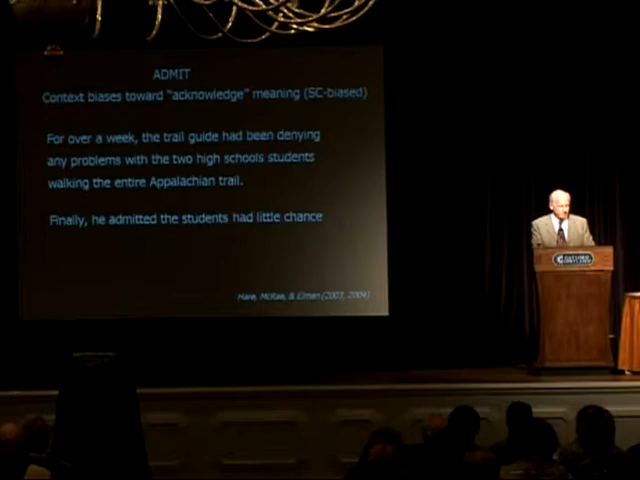 ADMIT
Context biases toward "acknowledge" meaning (SC-biased)
For over a week, the trail guide had been denying
any problems with the two high schools students
walking the entire Appalachian trail.
Finally, he admitted the students had little chance
Hare, McRae, & Elman (2003, 2004)